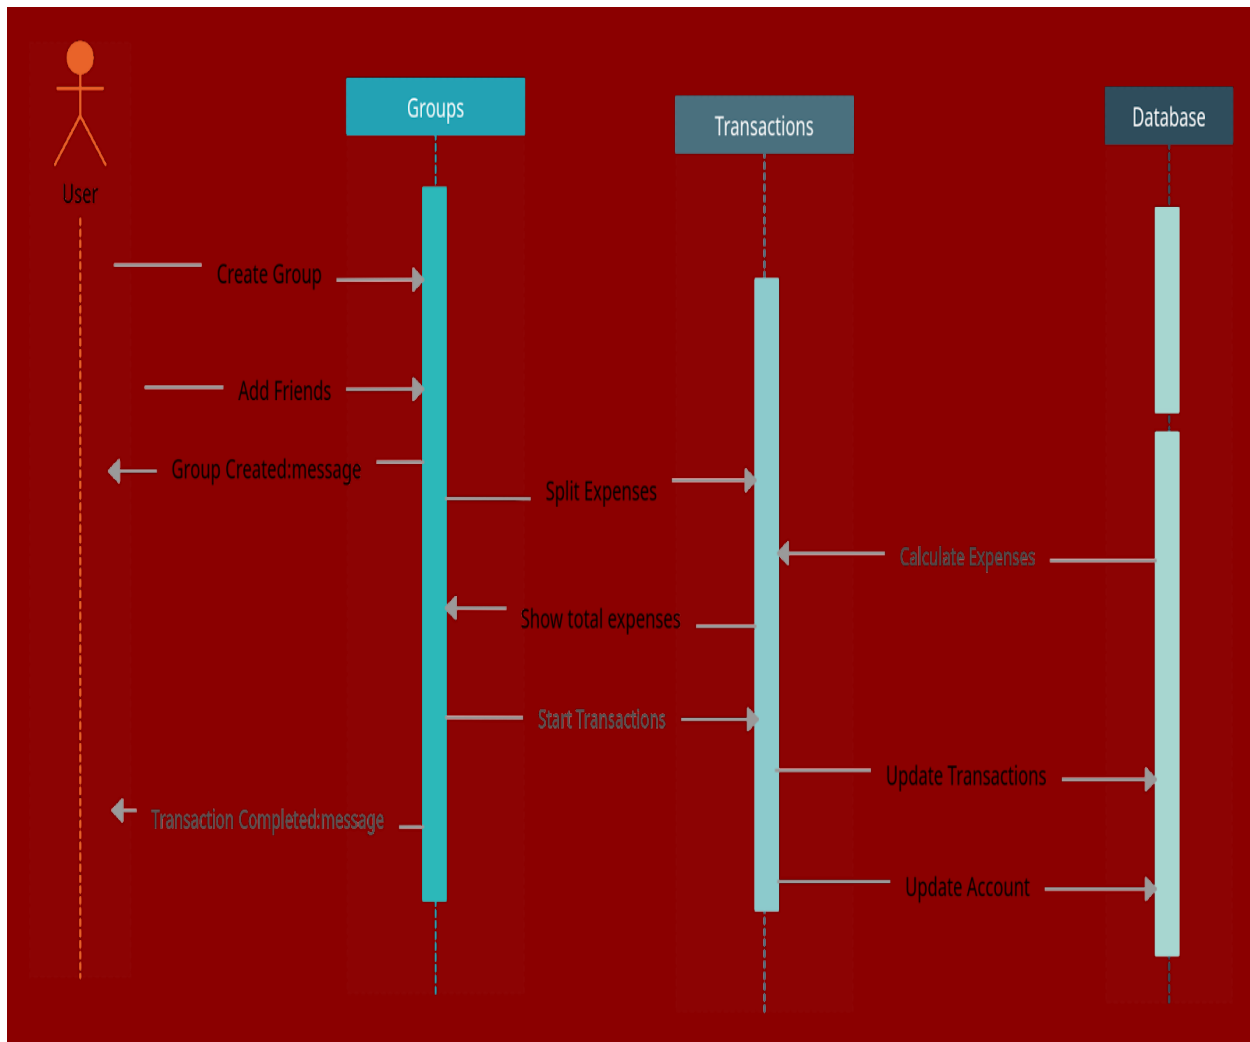 Groups
Transactions
Database
User
Create Group
Add Friends
Group Created:message
Split Expenses
Calculate Expenses
Show total expenses
Start Transactions
Update Transactions
Transaction Completed:message
Update Account